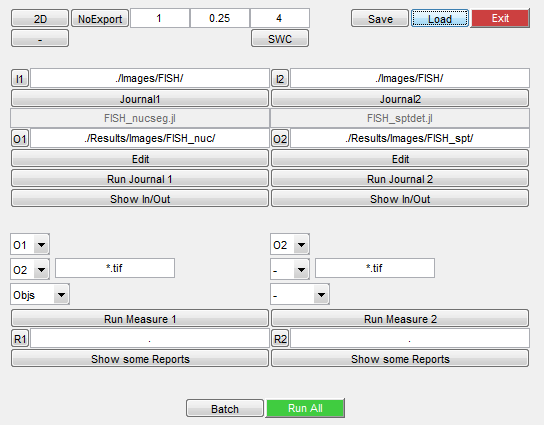 2D NoExport 1 0.25 4 Save Load Exit
- SWC
I1 ./Images/FISH/ I2 ./Images/FISH/
Journal1 Journal2
FISH_nucseg.jl FISH_sptdet.jl
O1 ./Results/Images/FISH_nuc/ O2 ./Results/Images/FISH_spt/
Edit Edit
Run Journal 1 Run Journal 2
Show In/Out Show In/Out
O1 O2
O2 *.tif - *.tif
Objs -
Run Measure 1 Run Measure 2
R1 . R2 .
Show some Reports Show some Reports
Batch Run All